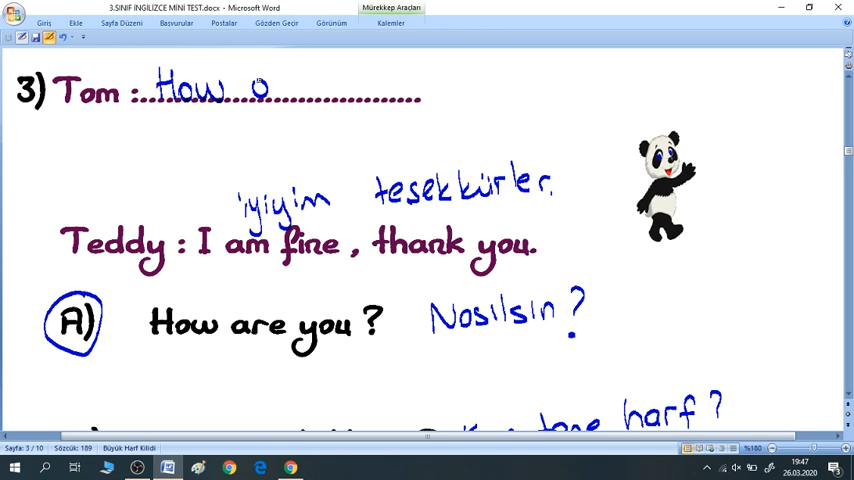 3.SINIF İNGİLİZCE MİNİ TEST.docx - Microsoft Word
Mürekkep Araçları
Giriş Ekle Sayfa Düzeni Başvurular Postalar Gözden Geçir Görünüm Kalemler
3) Tom :........................................ How o
iyiyim teşekkürler.
Teddy : I am fine , thank you.
A) How are you ? Nasılsın ?
tane harf ?
Sayfa: 3 / 10 Sözcük: 189 Büyük Harf Kilidi %180
19:47
26.03.2020
3